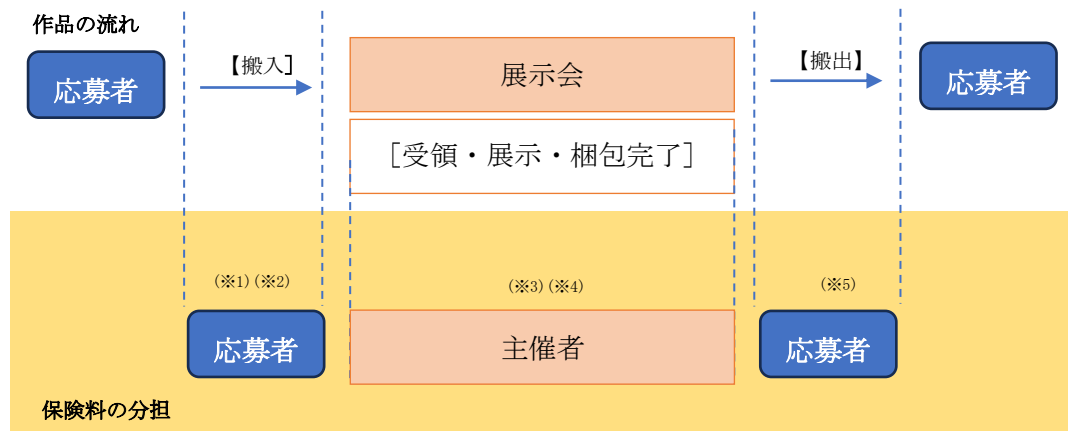 作品の流れ
応募者
【搬入］
展示会
［受領・展示・梱包完了］
【搬出】
応募者
(※1)(※2)
(※3)(※4)
(※5)
応募者
主催者
応募者
保険料の分担